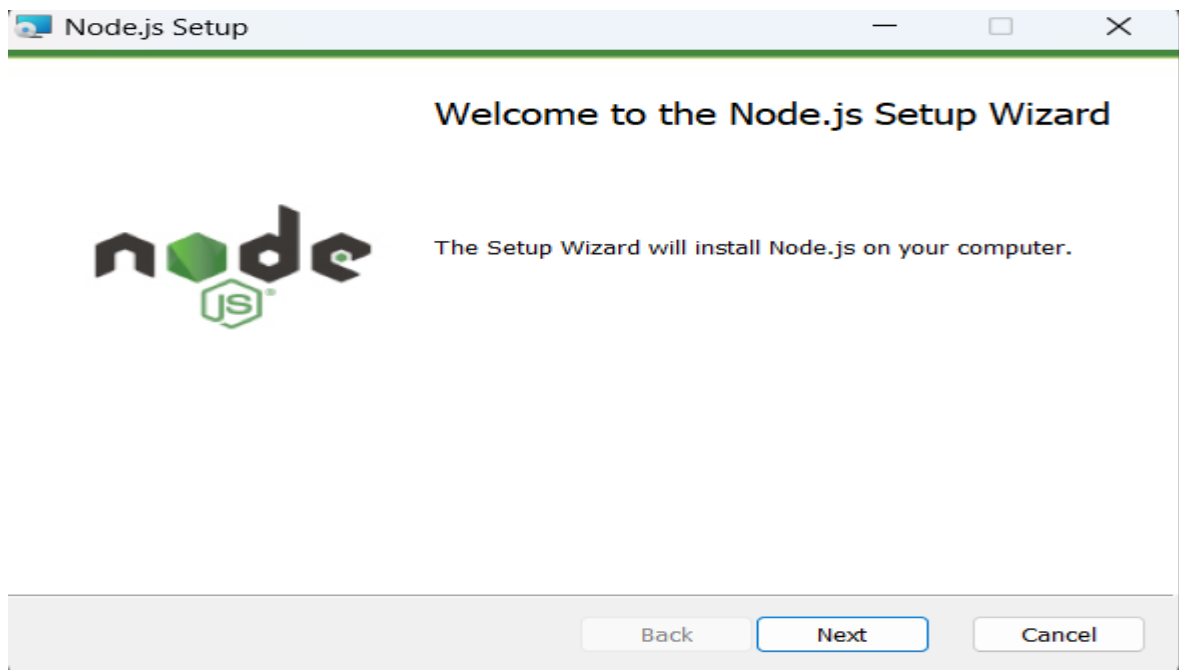 Node.js Setup
Welcome to the Node.js Setup Wizard
node
JS®
The Setup Wizard will install Node.js on your computer.
Back
Next
Cancel